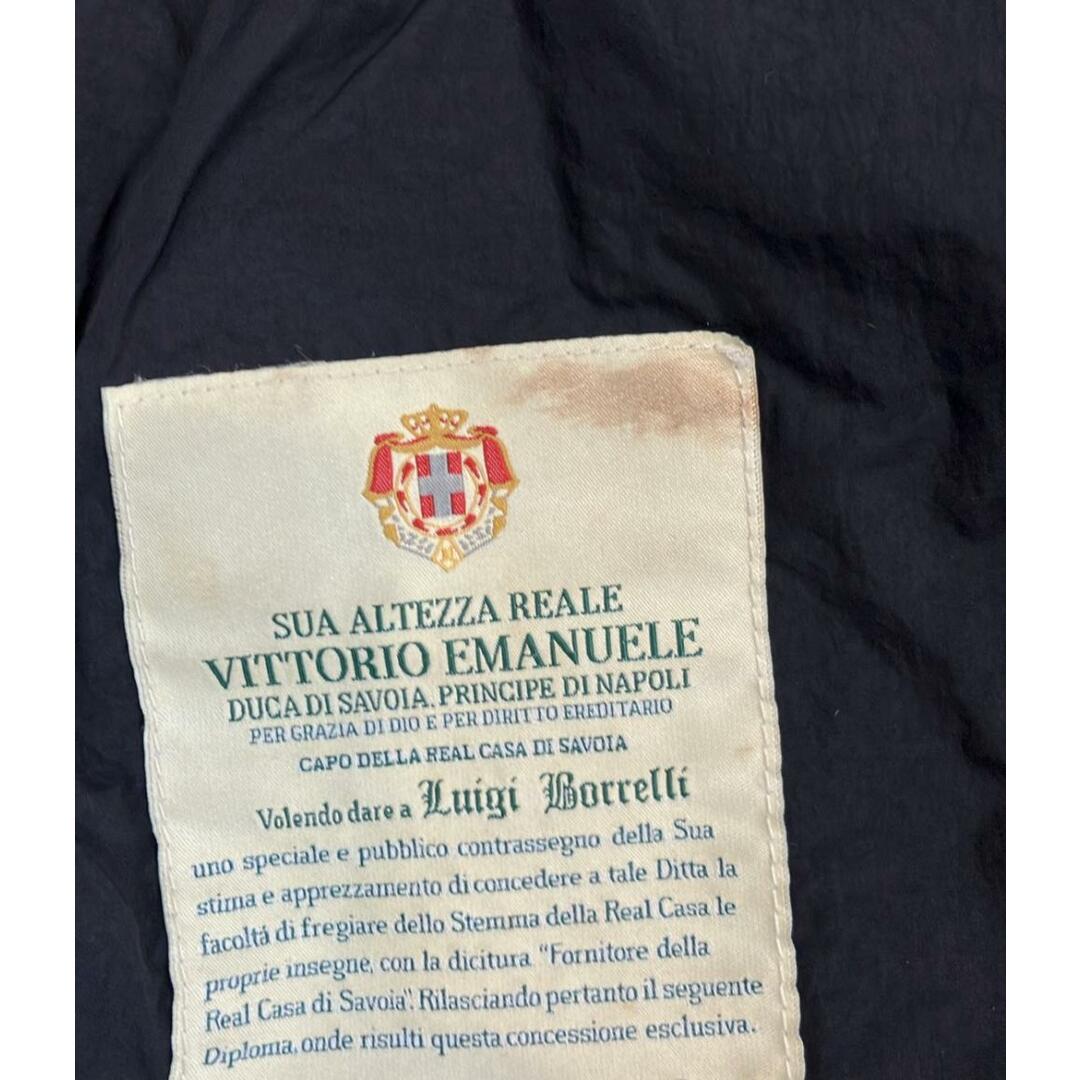 SUA ALTEZZA REALE
VITTORIO EMANUELE
DUCA DI SAVOIA, PRINCIPE DI NAPOLI
PER GRAZIA DI DIO E PER DIRITTO EREDITARIO
CAPO DELLA REAL CASA DI SAVOIA
Volendo dare a Luigi Borrelli
uno speciale e pubblico contrassegno della Sua
stima e apprezzamento di concedere a tale Ditta la
facoltá di fregiare dello Stemma della Real Casa le
proprie insegne, con la dicitura "Fornitore della
Real Casa di Savoia". Rilasciando pertanto il seguente
Diploma, onde risulti questa concessione esclusiva.